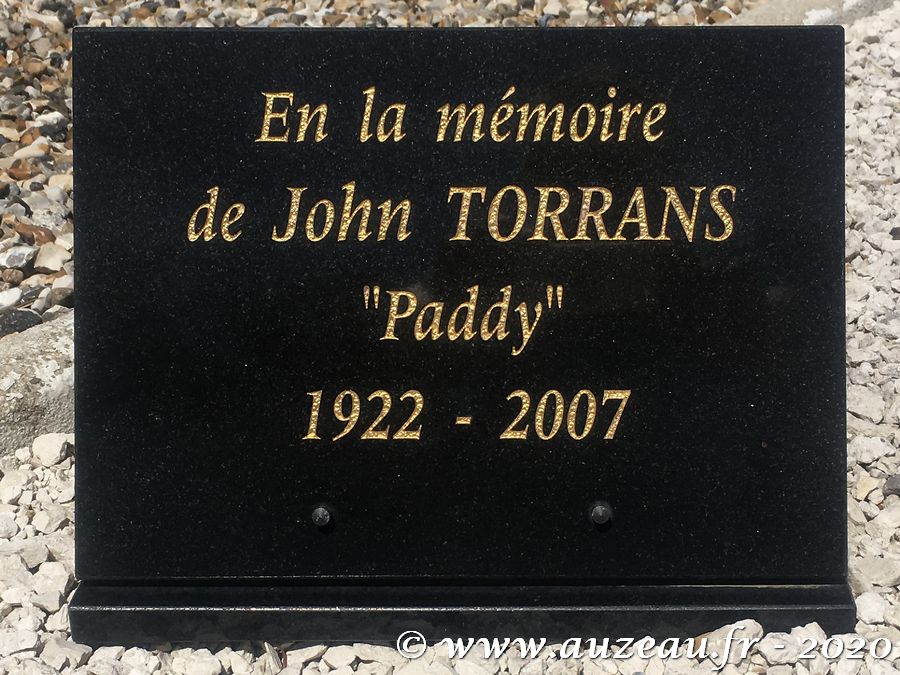 En la mémoire
de John TORRANS
"Paddy"
1922 - 2007
© www.auzeau.fr - 2020